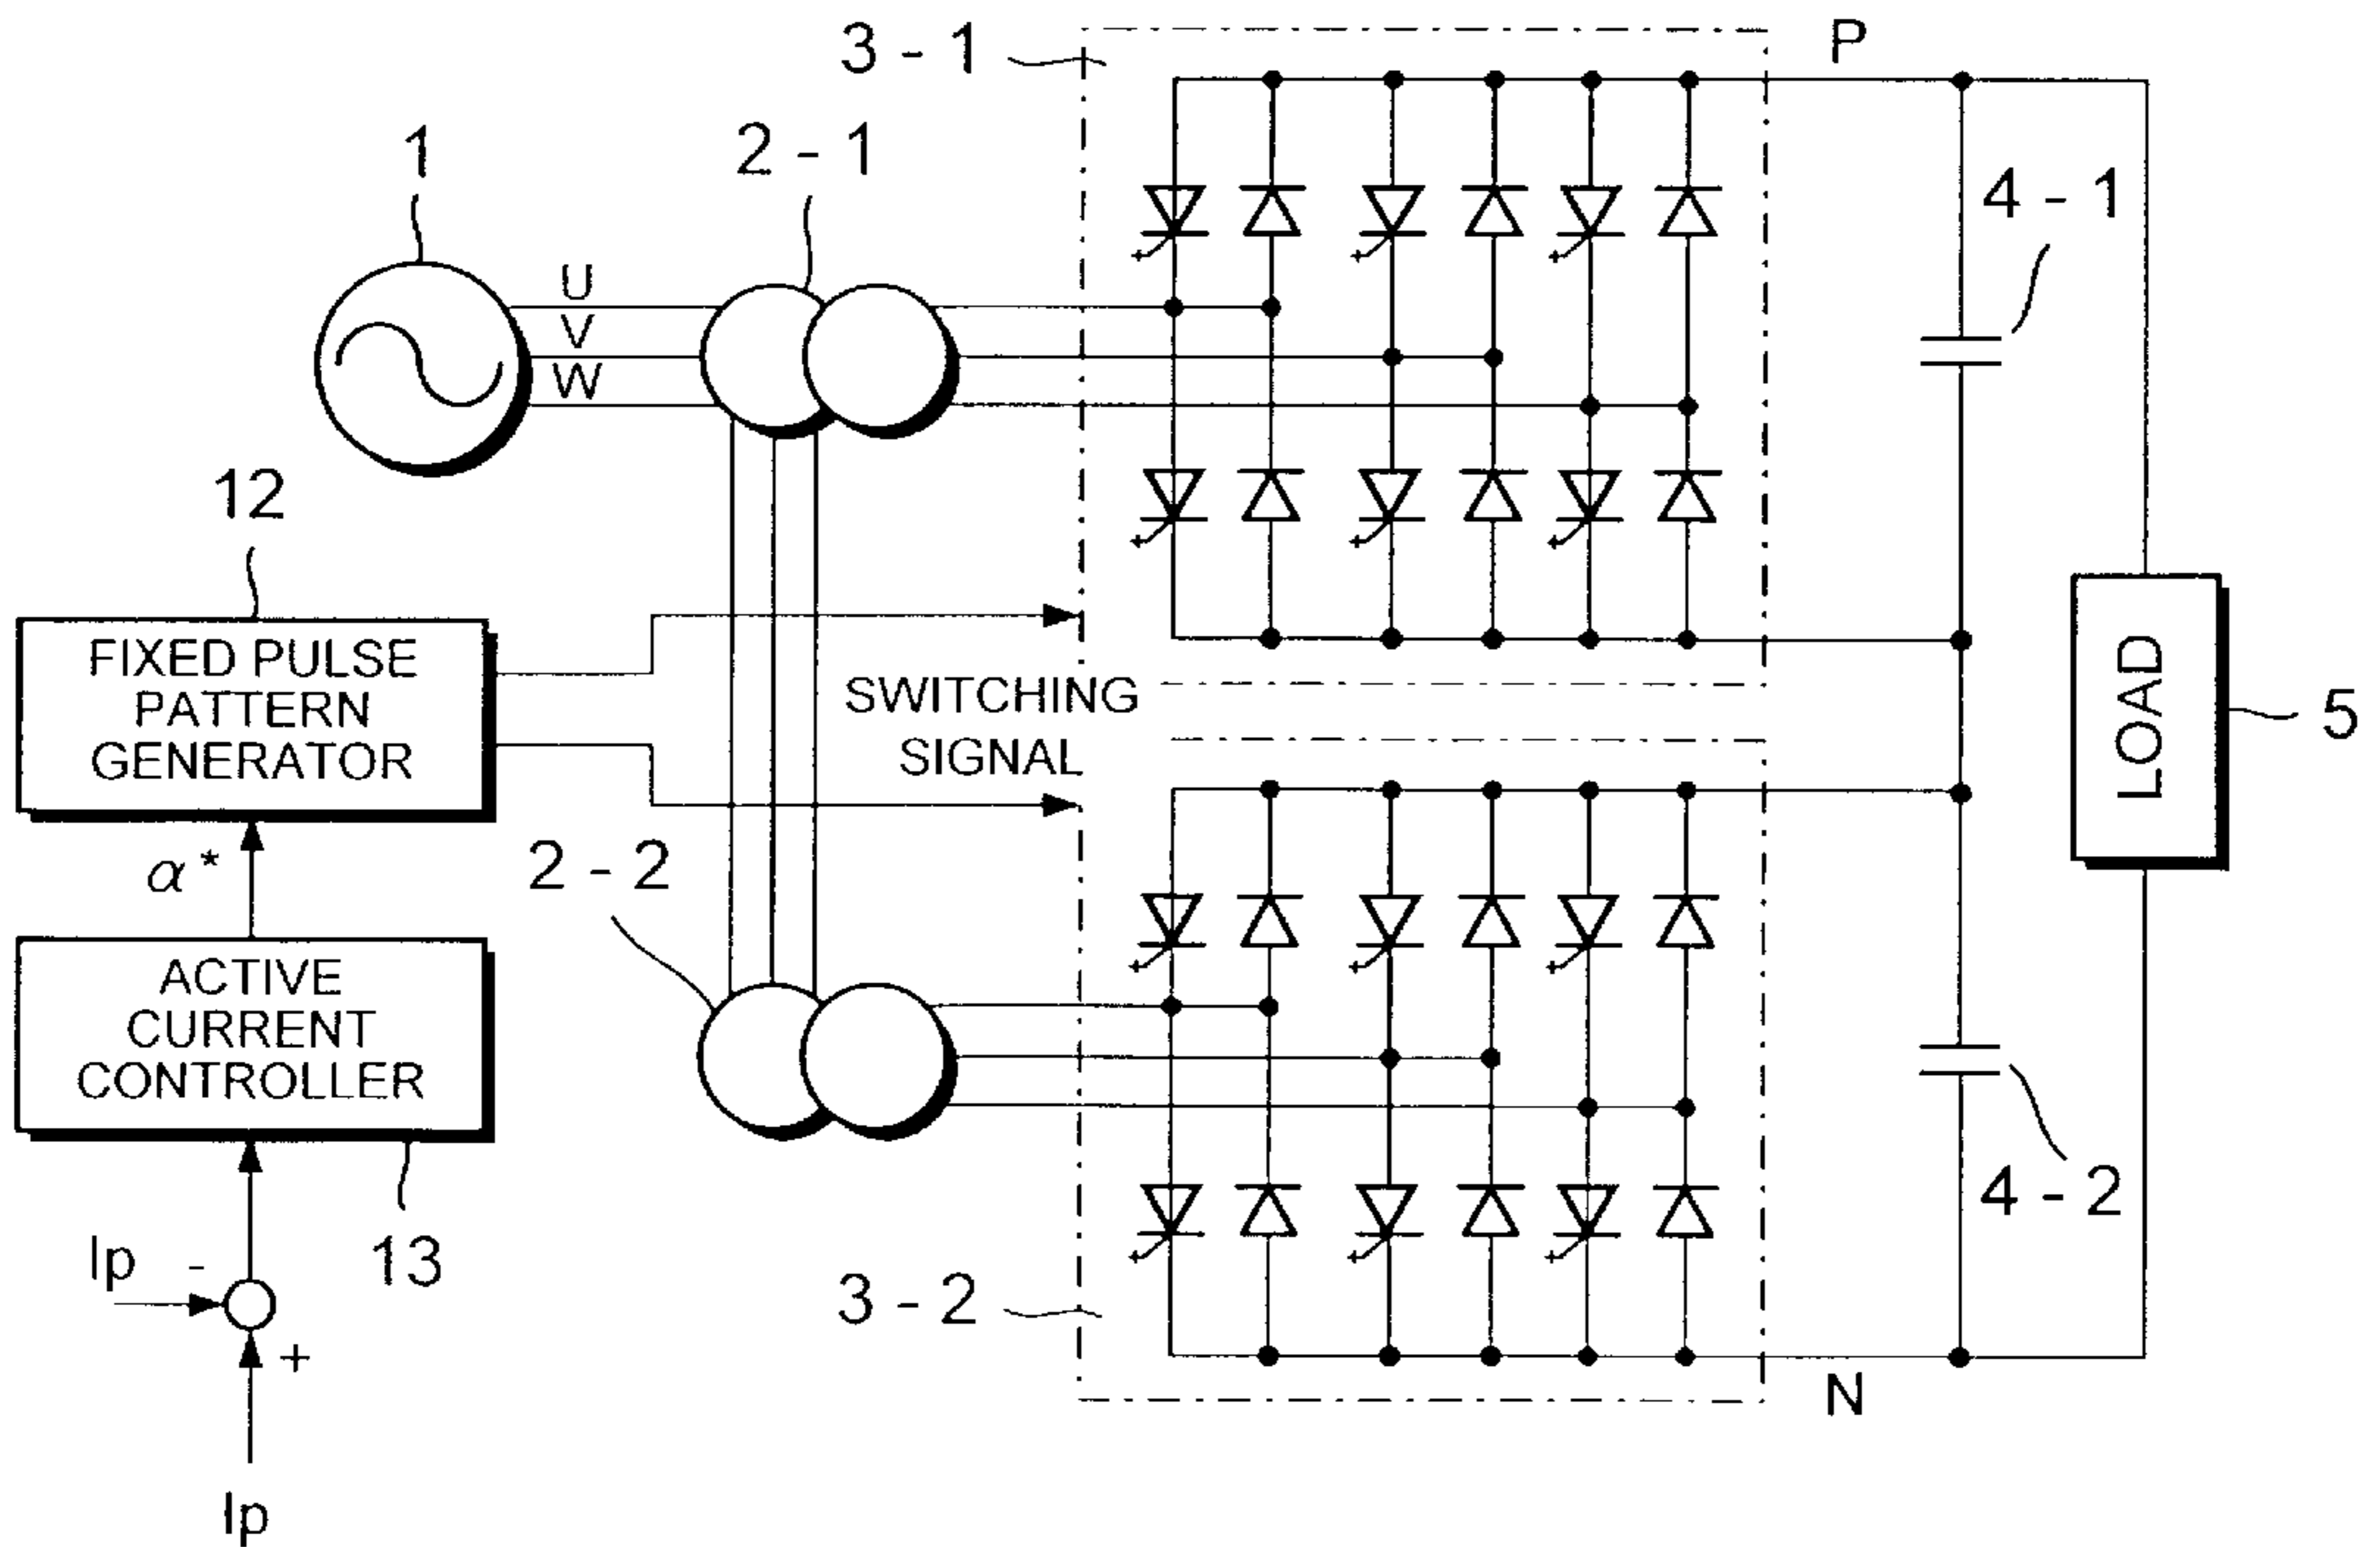 3 - 1
P
1
2 - 1
4 - 1
U
V
W
12
FIXED PULSE
PATTERN
GENERATOR
SWITCHING
SIGNAL
LOAD
5
α*
2 - 2
ACTIVE
CURRENT
CONTROLLER
4 - 2
13
Ip
-
3 - 2
+
N
Ip